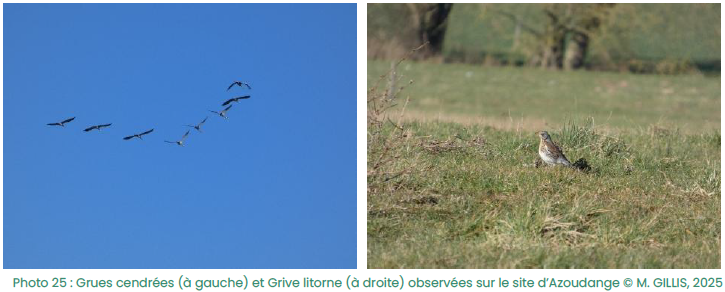 Photo 25 : Grues cendrées (à gauche) et Grive litorne (à droite) observées sur le site d’Azoudange © M. GILLIS, 2025